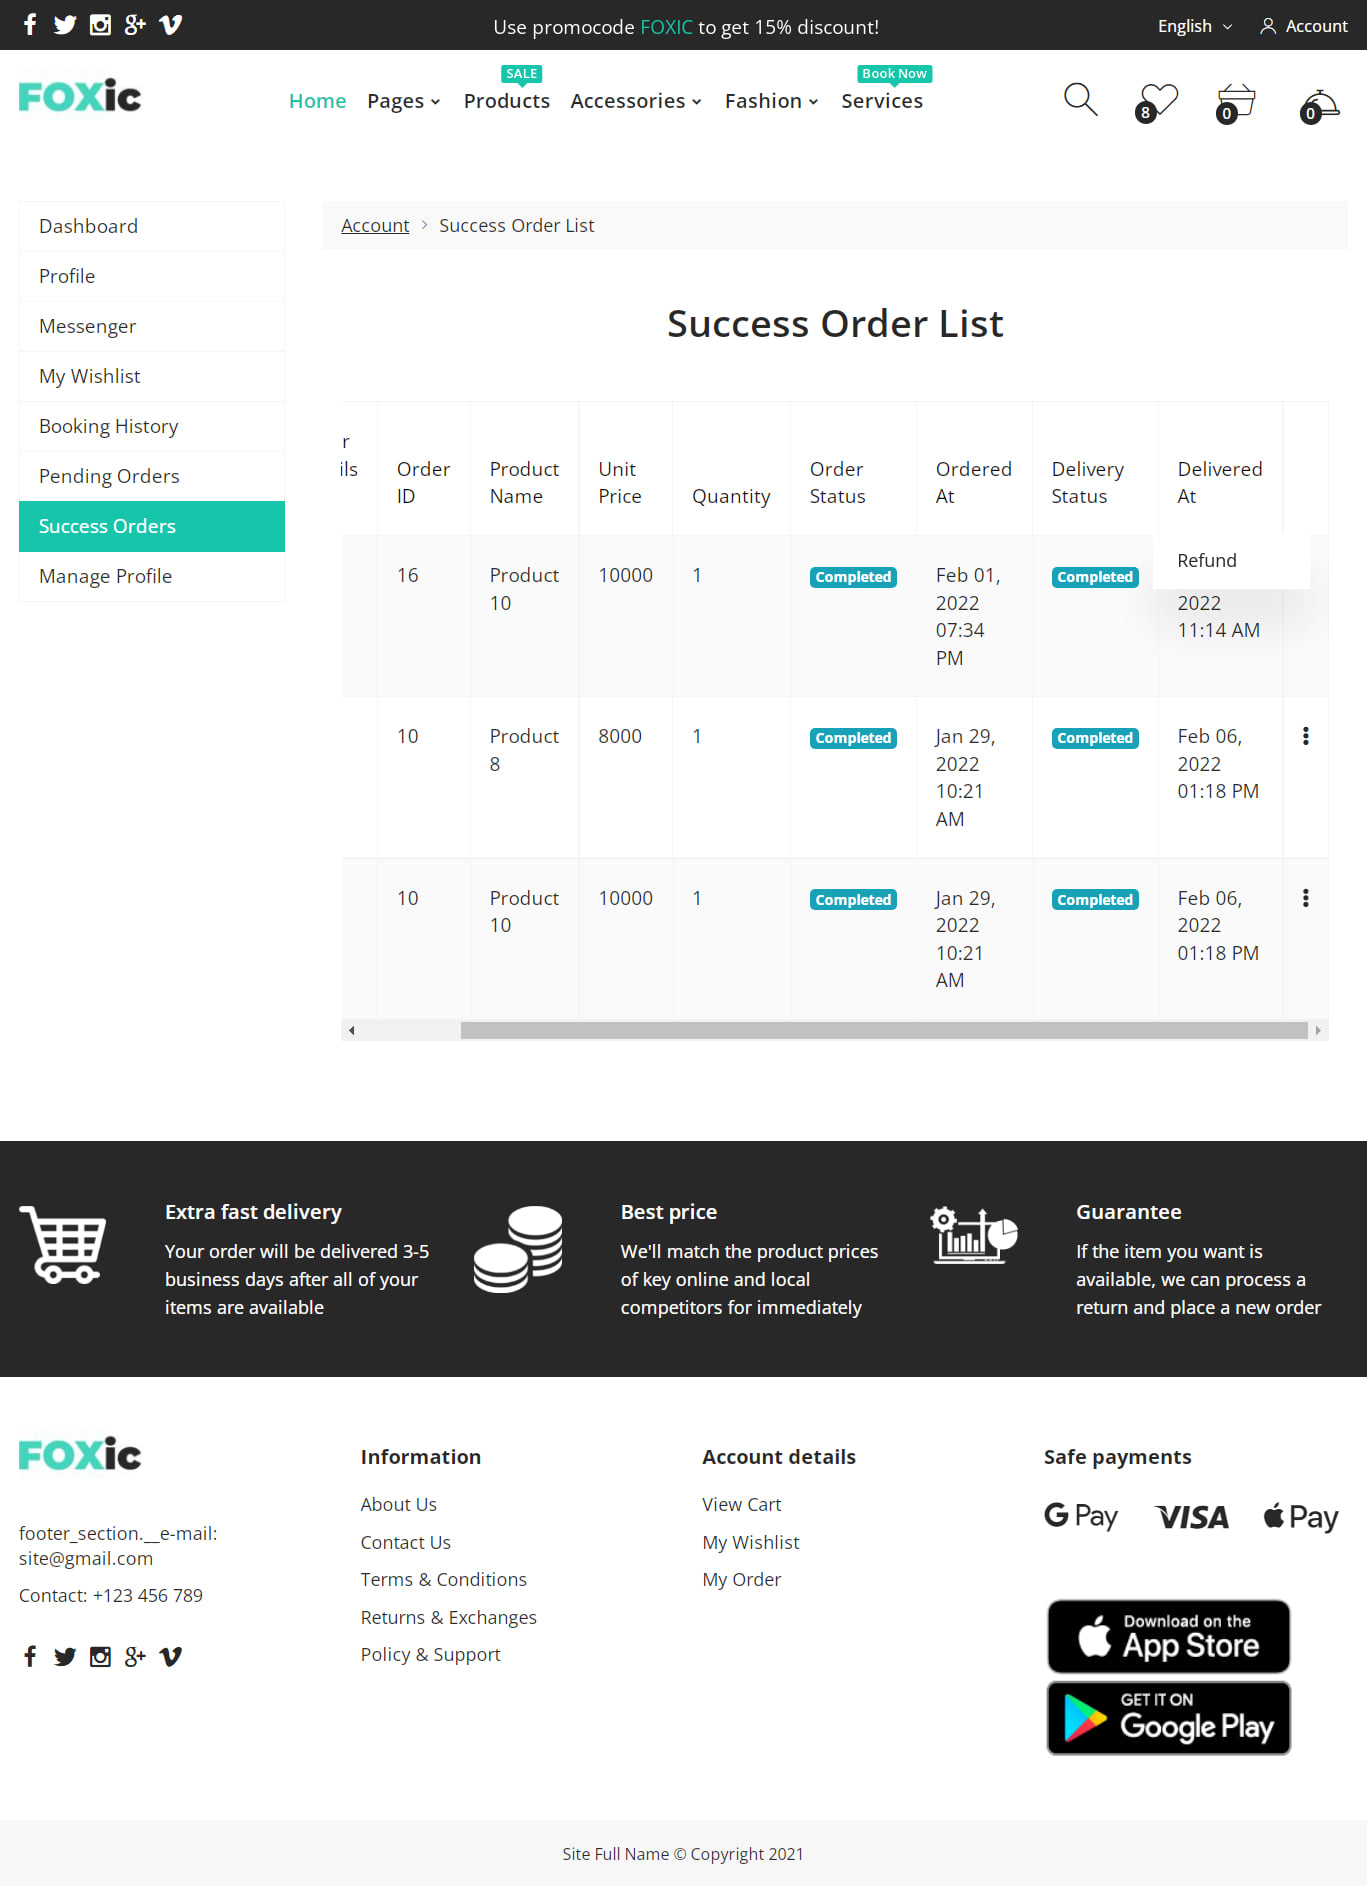 Use promocode FOXIC to get 15% discount!
English
Account
FOXic
Home
Pages
Products
SALE
Accessories
Fashion
Services
Book Now
8
0
0
Dashboard
Profile
Messenger
My Wishlist
Booking History
Pending Orders
Success Orders
Manage Profile
Account > Success Order List
Success Order List
r
ils
Order
ID
Product
Name
Unit
Price
Quantity
Order
Status
Ordered
At
Delivery
Status
Delivered
At
16
Product
10
10000
1
Completed
Feb 01,
2022
07:34
PM
Completed
Refund
2022
11:14 AM
10
Product
8
8000
1
Completed
Jan 29,
2022
10:21
AM
Completed
Feb 06,
2022
01:18 PM
10
Product
10
10000
1
Completed
Jan 29,
2022
10:21
AM
Completed
Feb 06,
2022
01:18 PM
Extra fast delivery
Your order will be delivered 3-5
business days after all of your
items are available
Best price
We'll match the product prices
of key online and local
competitors for immediately
Guarantee
If the item you want is
available, we can process a
return and place a new order
FOXic
footer_section.__e-mail:
site@gmail.com
Contact: +123 456 789
Information
About Us
Contact Us
Terms & Conditions
Returns & Exchanges
Policy & Support
Account details
View Cart
My Wishlist
My Order
Safe payments
G Pay
VISA
Pay
Download on the
App Store
GET IT ON
Google Play
Site Full Name © Copyright 2021